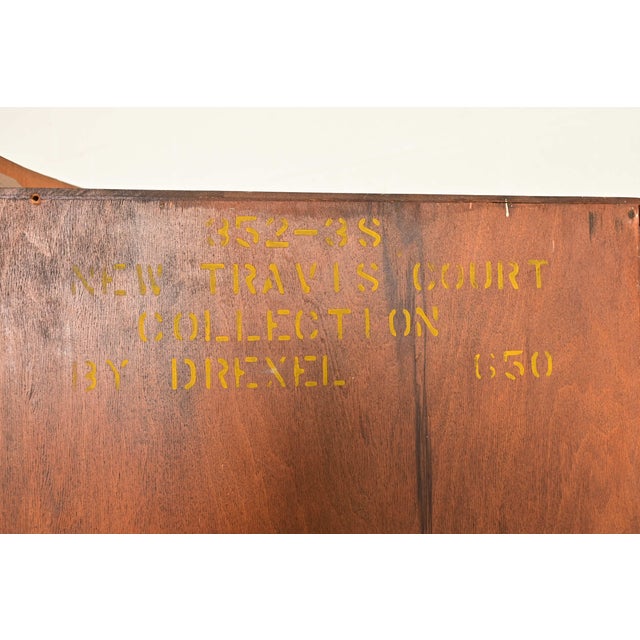 352-3S
NEW TRAVIS COURT
COLLECTION
BY DREXEL 650